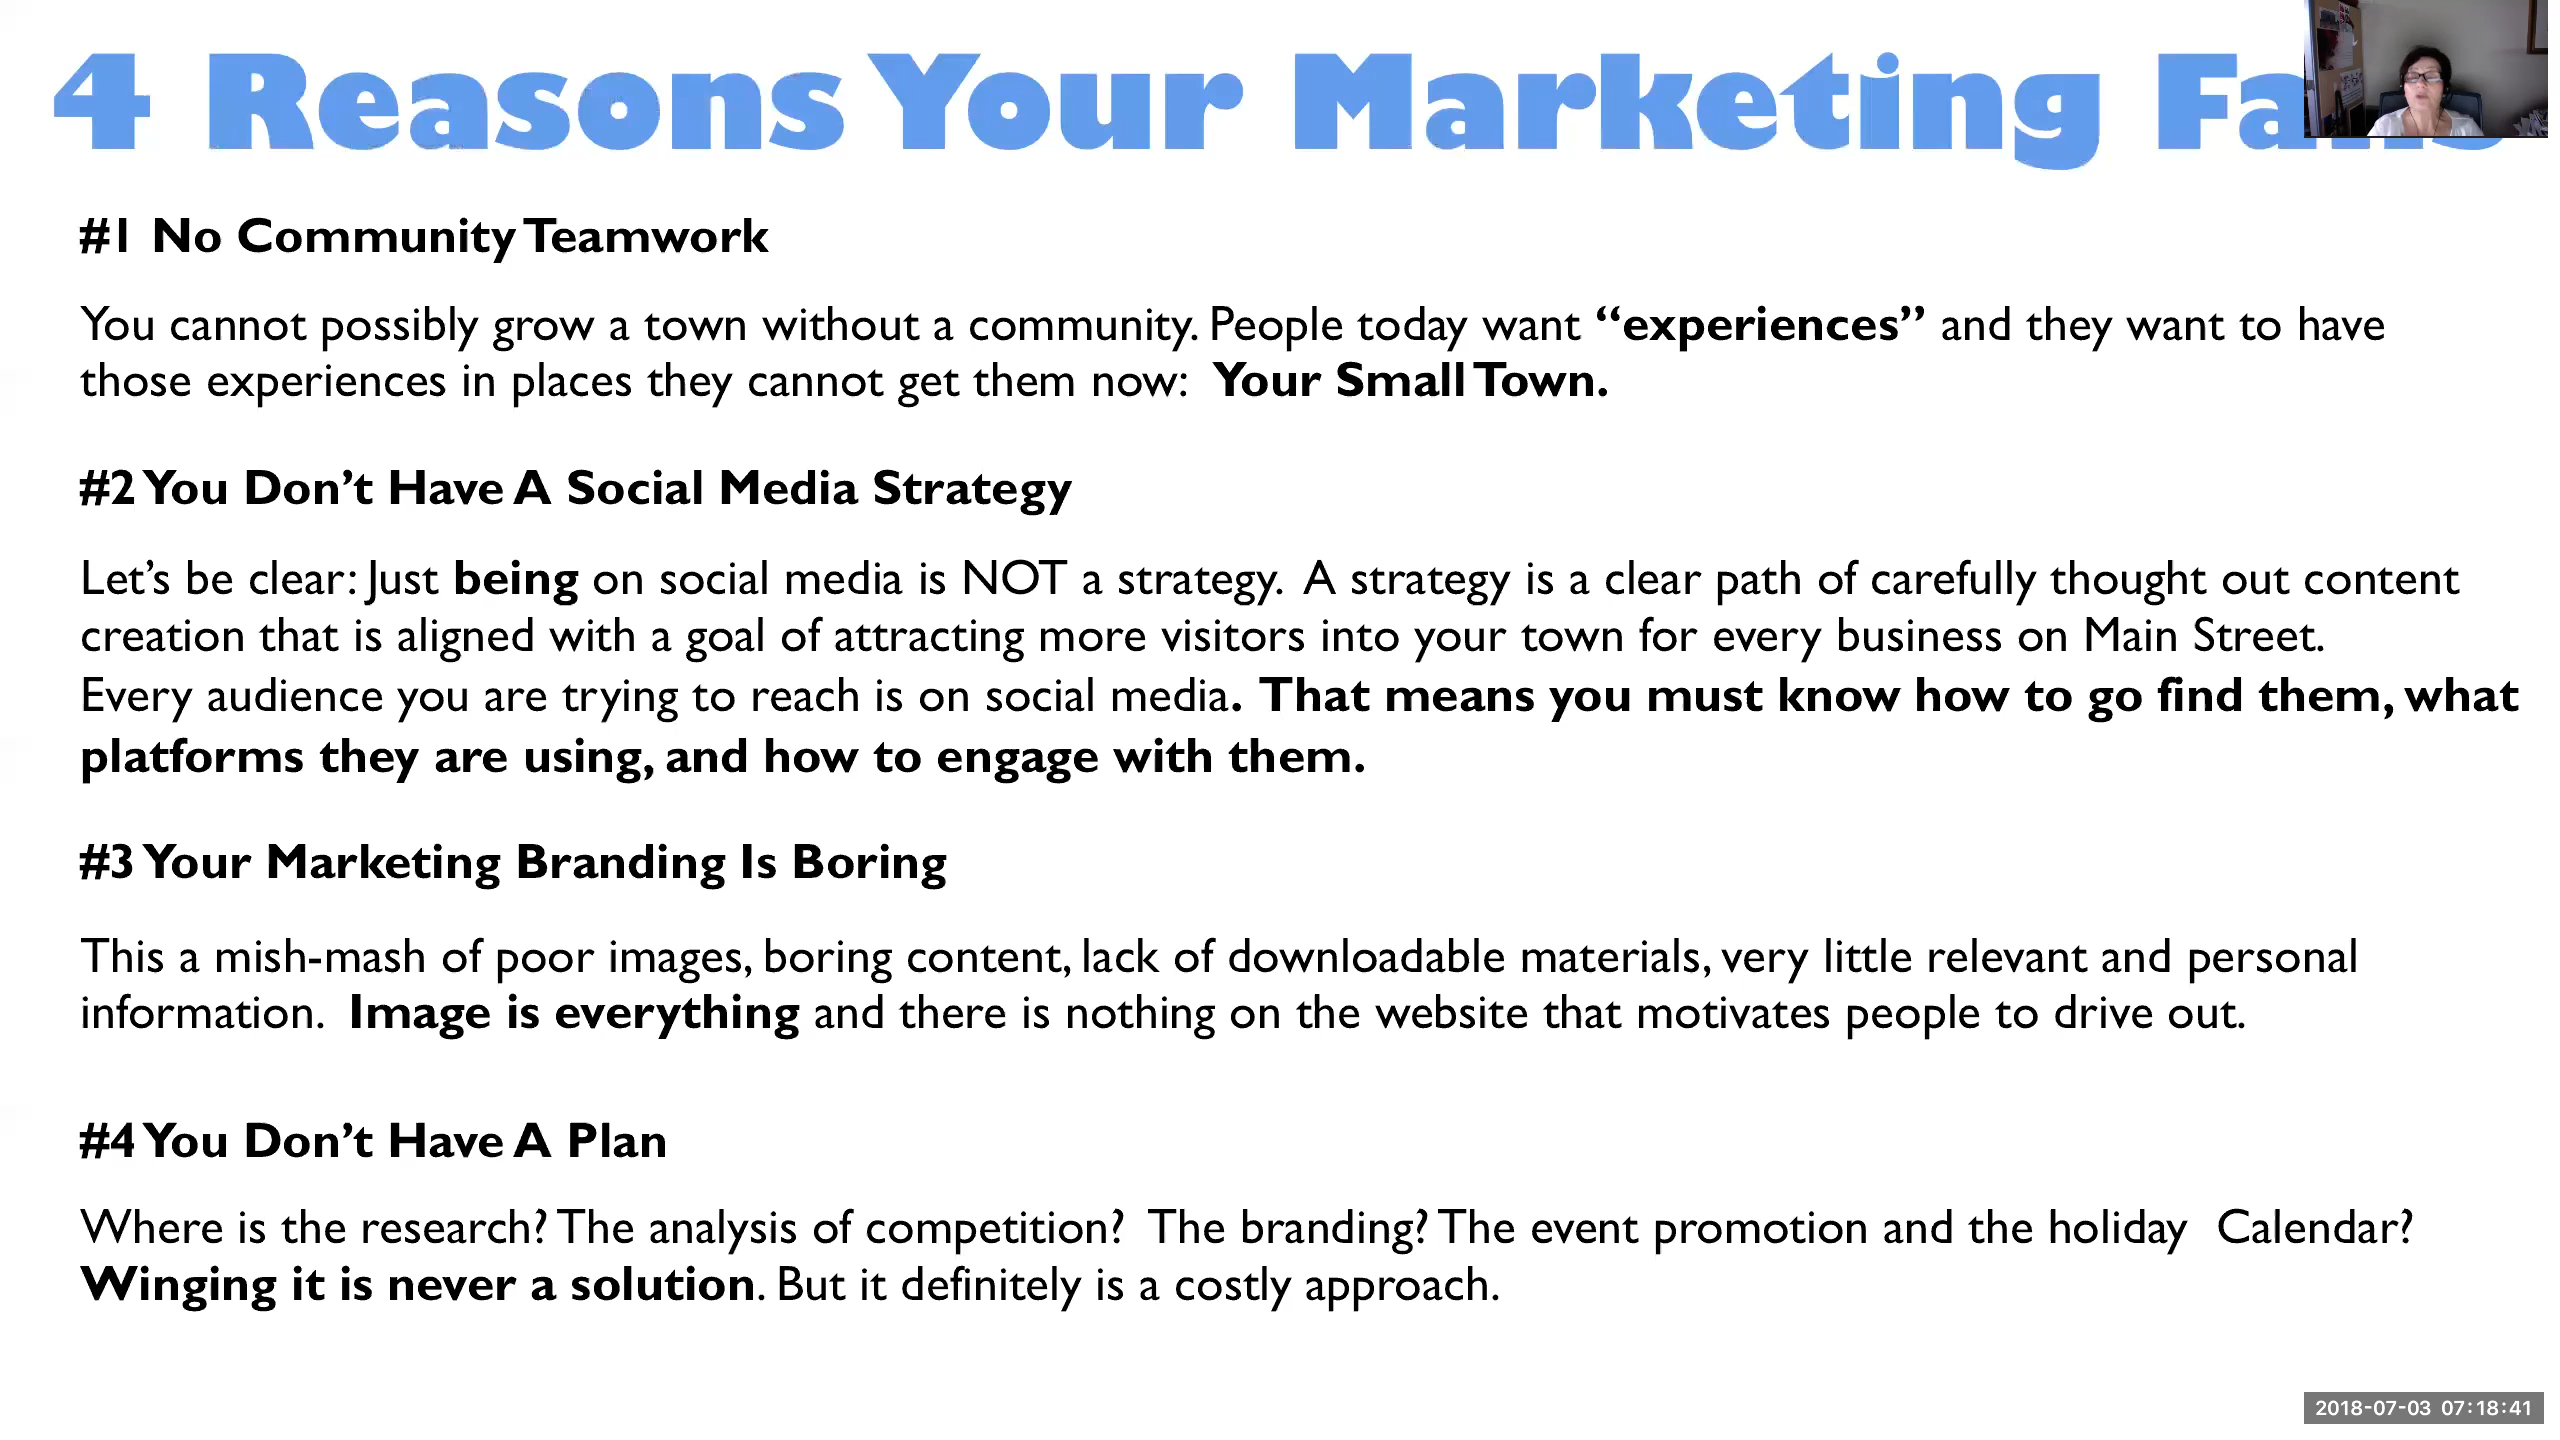 4 Reasons Your Marketing Fails
#1 No Community Teamwork
You cannot possibly grow a town without a community. People today want “experiences” and they want to have
those experiences in places they cannot get them now: Your Small Town.
#2 You Don’t Have A Social Media Strategy
Let’s be clear: Just being on social media is NOT a strategy. A strategy is a clear path of carefully thought out content
creation that is aligned with a goal of attracting more visitors into your town for every business on Main Street.
Every audience you are trying to reach is on social media. That means you must know how to go find them, what
platforms they are using, and how to engage with them.
#3 Your Marketing Branding Is Boring
This a mish-mash of poor images, boring content, lack of downloadable materials, very little relevant and personal
information. Image is everything and there is nothing on the website that motivates people to drive out.
#4 You Don’t Have A Plan
Where is the research? The analysis of competition? The branding? The event promotion and the holiday Calendar?
Winging it is never a solution. But it definitely is a costly approach.
2018-07-03 07:18:41